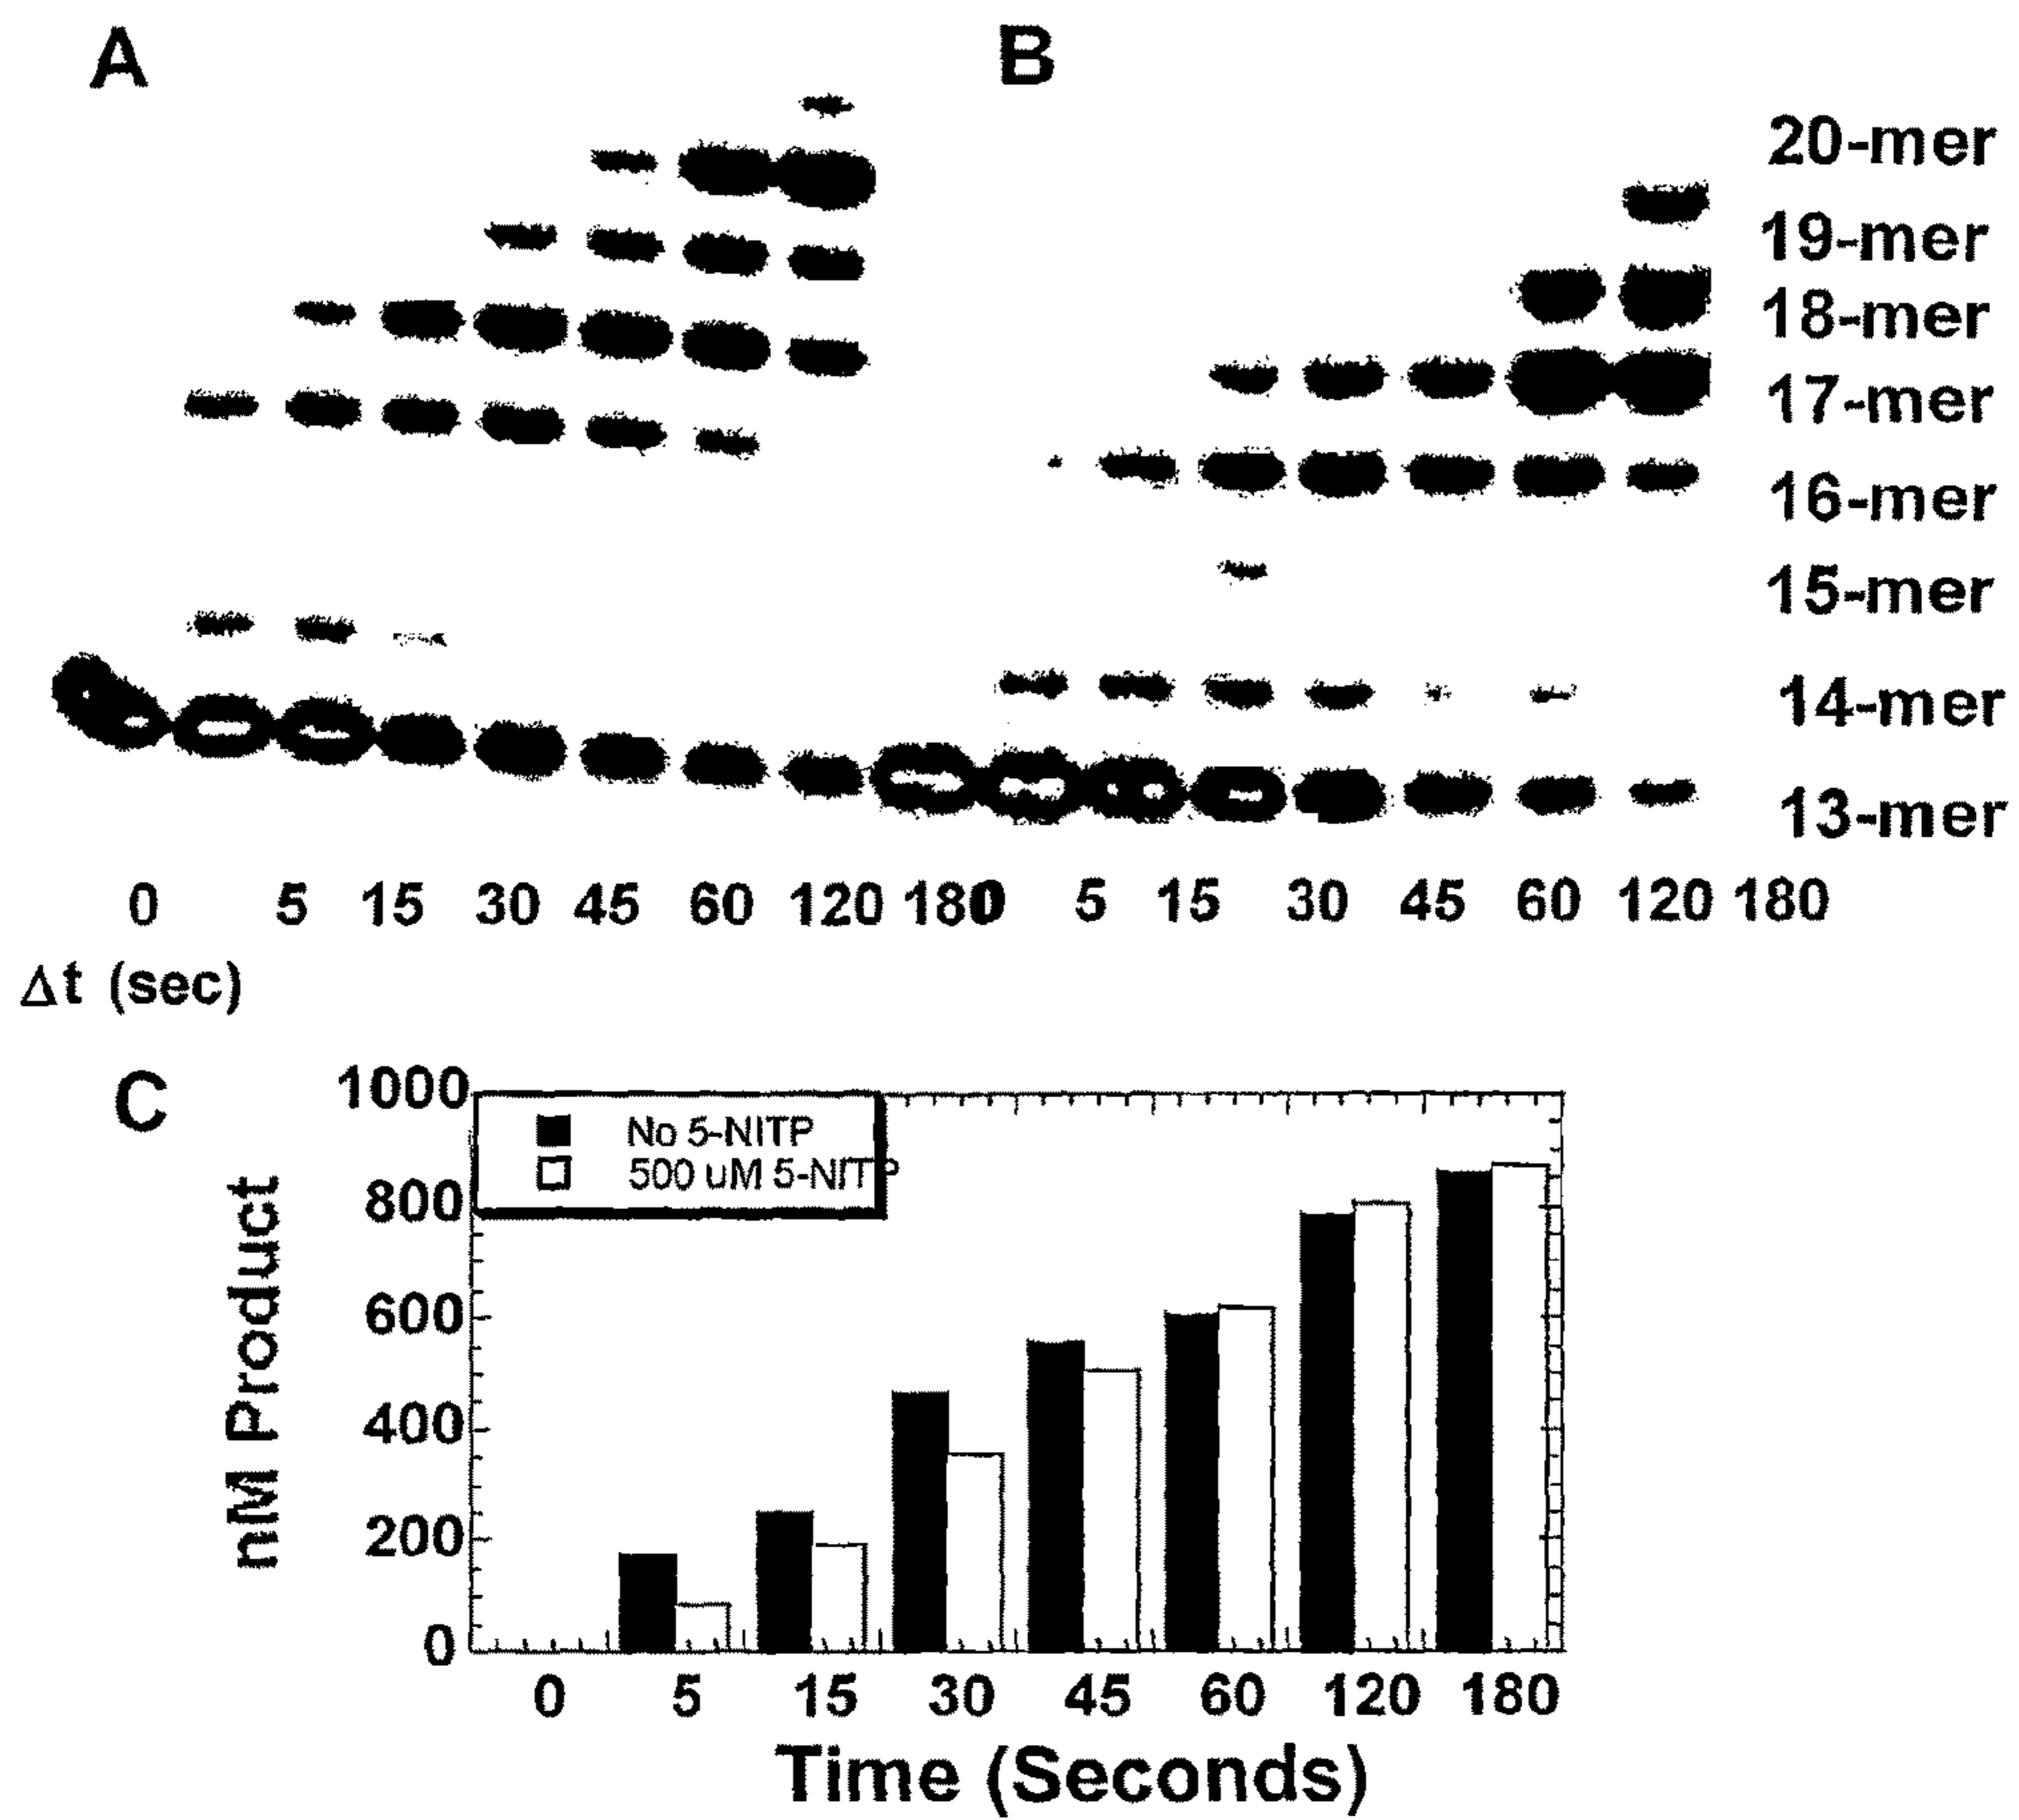 A
B
20-mer
19-mer
18-mer
17-mer
16-mer
15-mer
14-mer
13-mer
0 5 15 30 45 60 120 180 0 5 15 30 45 60 120 180
Δt (sec)
C
1000
800
600
400
200
0
nM Product
No 5-NITP
500 uM 5-NITP
0 5 15 30 45 60 120 180
Time (Seconds)